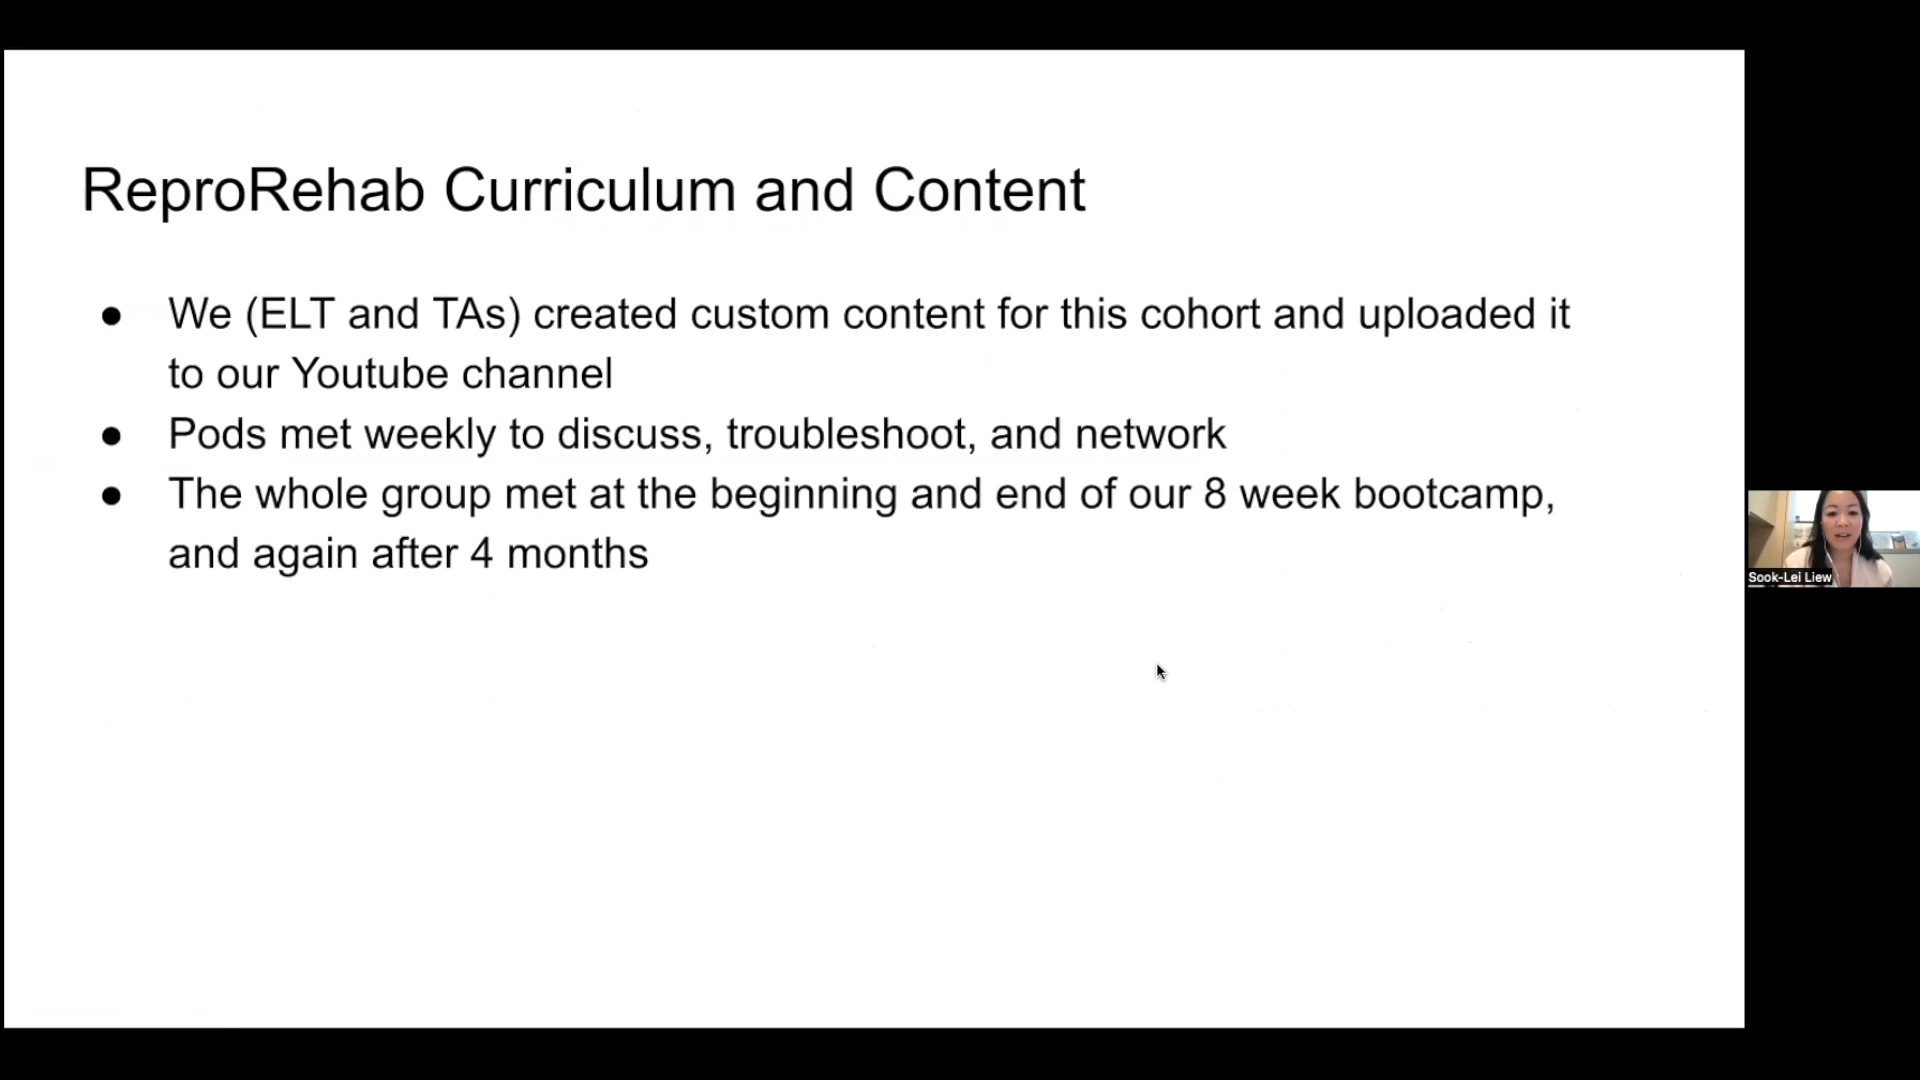 ReproRehab Curriculum and Content
● We (ELT and TAs) created custom content for this cohort and uploaded it
to our Youtube channel
● Pods met weekly to discuss, troubleshoot, and network
● The whole group met at the beginning and end of our 8 week bootcamp,
and again after 4 months
Sook-Lei Liew